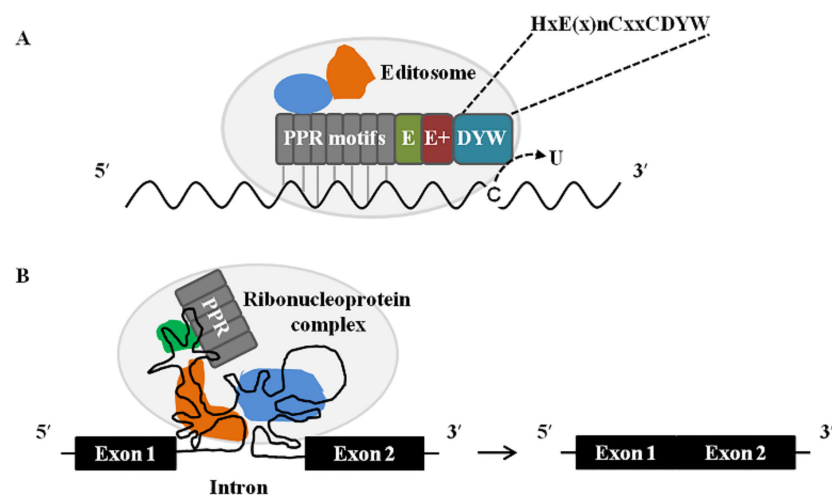 A
HxE(x)nCxxCDYW
Editosome
PPR motifs E E+ DYW
U
5′ 3′
C
B
PPR
Ribonucleoprotein
complex
5′ 3′ 5′ 3′
Exon 1 Exon 2 Exon 1 Exon 2
Intron